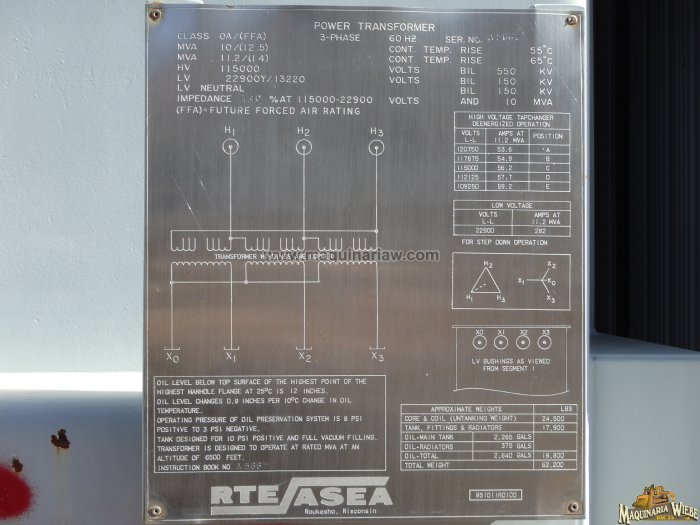 POWER TRANSFORMER
CLASS OA/(FFA) 3-PHASE 60 HZ SER. NO.
MVA 10/(12.5) CONT. TEMP. RISE 55°C
MVA 11.2/(14) CONT. TEMP. RISE 65°C
HV 115000 VOLTS BIL 550 KV
LV 22900Y/13220 VOLTS BIL 150 KV
LV NEUTRAL BIL 150 KV
IMPEDANCE %AT 115000-22900 VOLTS AND 10 MVA
(FFA)=FUTURE FORCED AIR RATING
HIGH VOLTAGE TAPCHANGER
DEENERGIZED OPERATION
VOLTS L-L AMPS AT 11.2 MVA POSITION
120750 53.6 A
117875 54.9 B
115000 56.2 C
112125 57.7 D
109250 59.2 E
LOW VOLTAGE
VOLTS L-L AMPS AT 11.2 MVA
22900 282
FOR STEP DOWN OPERATION
H1 H2 H3
www.maquinariaw.com
X0 X1 X2 X3
H2
H1 H3
X2
X1 X0
X3
X0 X1 X2 X3
LV BUSHINGS AS VIEWED
FROM SEGMENT 1
OIL LEVEL BELOW TOP SURFACE OF THE HIGHEST POINT OF THE
HIGHEST MANHOLE FLANGE AT 25°C IS 12 INCHES.
OIL LEVEL CHANGES 0.9 INCHES PER 10°C CHANGE IN OIL
TEMPERATURE.
OPERATING PRESSURE OF OIL PRESERVATION SYSTEM IS 8 PSI
POSITIVE TO 3 PSI NEGATIVE.
TANK DESIGNED FOR 10 PSI POSITIVE AND FULL VACUUM FILLING.
TRANSFORMER IS DESIGNED TO OPERATE AT RATED MVA AT AN
ALTITUDE OF 6500 FEET.
INSTRUCTION BOOK NO.
APPROXIMATE WEIGHTS LBS
CORE & COIL (UNTANKING WEIGHT) 24,500
TANK, FITTINGS & RADIATORS 17,900
OIL-MAIN TANK 2,265 GALS
OIL-RADIATORS 375 GALS
OIL-TOTAL 2,640 GALS 19,800
TOTAL WEIGHT 62,200
RTE/ASEA
Waukesha, Wisconsin
951011R0100
MAQUINARIA WIEBE